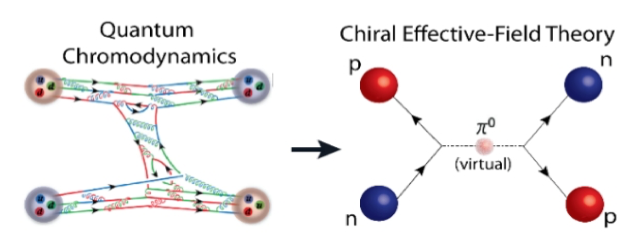 Quantum
Chromodynamics
Chiral Effective-Field Theory
p
n
π⁰
(virtual)
n
p